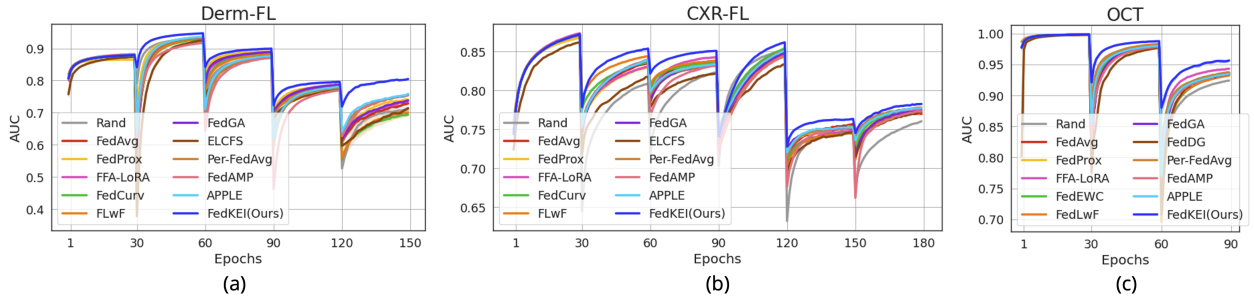 Derm-FL
AUC
0.9
0.8
0.7
0.6
0.5
0.4
Rand
FedAvg
FedProx
FFA-LoRA
FedCurv
FLwF
FedGA
ELCFS
Per-FedAvg
FedAMP
APPLE
FedKEI(Ours)
1 30 60 90 120 150
Epochs
(a)
CXR-FL
AUC
0.85
0.80
0.75
0.70
0.65
Rand
FedAvg
FedProx
FFA-LoRA
FedCurv
FLwF
FedGA
ELCFS
Per-FedAvg
FedAMP
APPLE
FedKEI(Ours)
1 30 60 90 120 150 180
Epochs
(b)
OCT
AUC
1.00
0.95
0.90
0.85
0.80
0.75
0.70
Rand
FedAvg
FedProx
FFA-LoRA
FedEWC
FedLwF
FedGA
FedDG
Per-FedAvg
FedAMP
APPLE
FedKEI(Ours)
1 30 60 90
Epochs
(c)